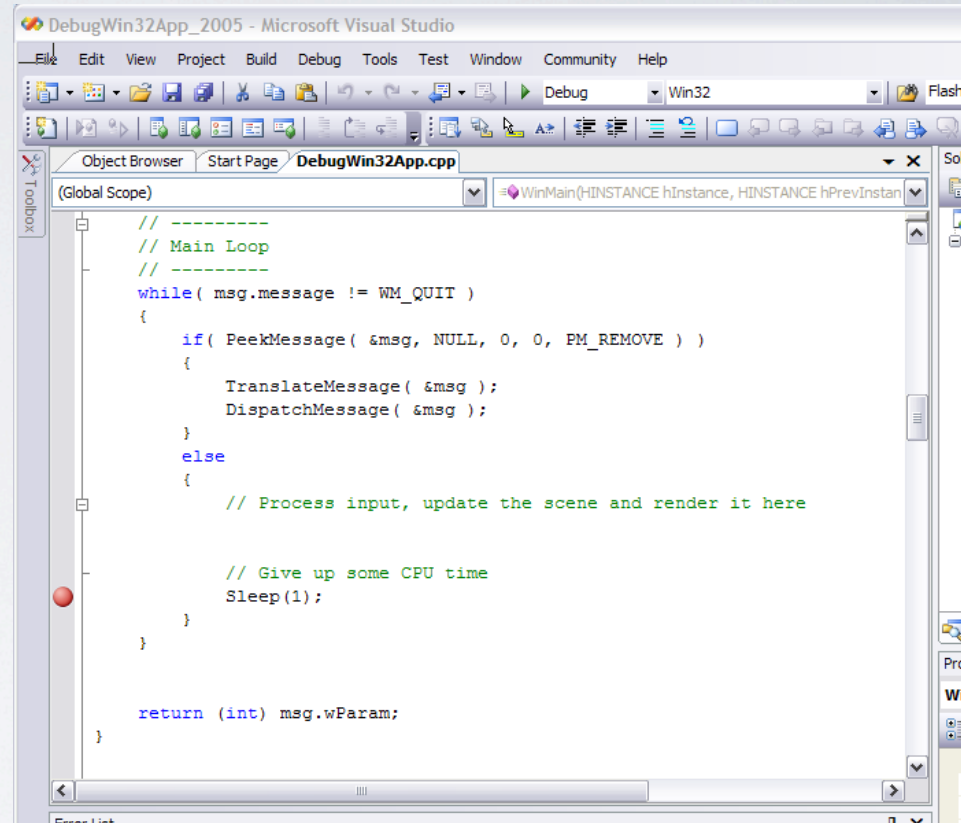 DebugWin32App_2005 - Microsoft Visual Studio
File Edit View Project Build Debug Tools Test Window Community Help
Debug Win32 Flash
Object Browser Start Page DebugWin32App.cpp
Toolbox
(Global Scope) WinMain(HINSTANCE hInstance, HINSTANCE hPrevInstan
// ---------
// Main Loop
// ---------
while( msg.message != WM_QUIT )
{
if( PeekMessage( &msg, NULL, 0, 0, PM_REMOVE ) )
{
TranslateMessage( &msg );
DispatchMessage( &msg );
}
else
{
// Process input, update the scene and render it here
// Give up some CPU time
Sleep(1);
}
}
return (int) msg.wParam;
}
Error List